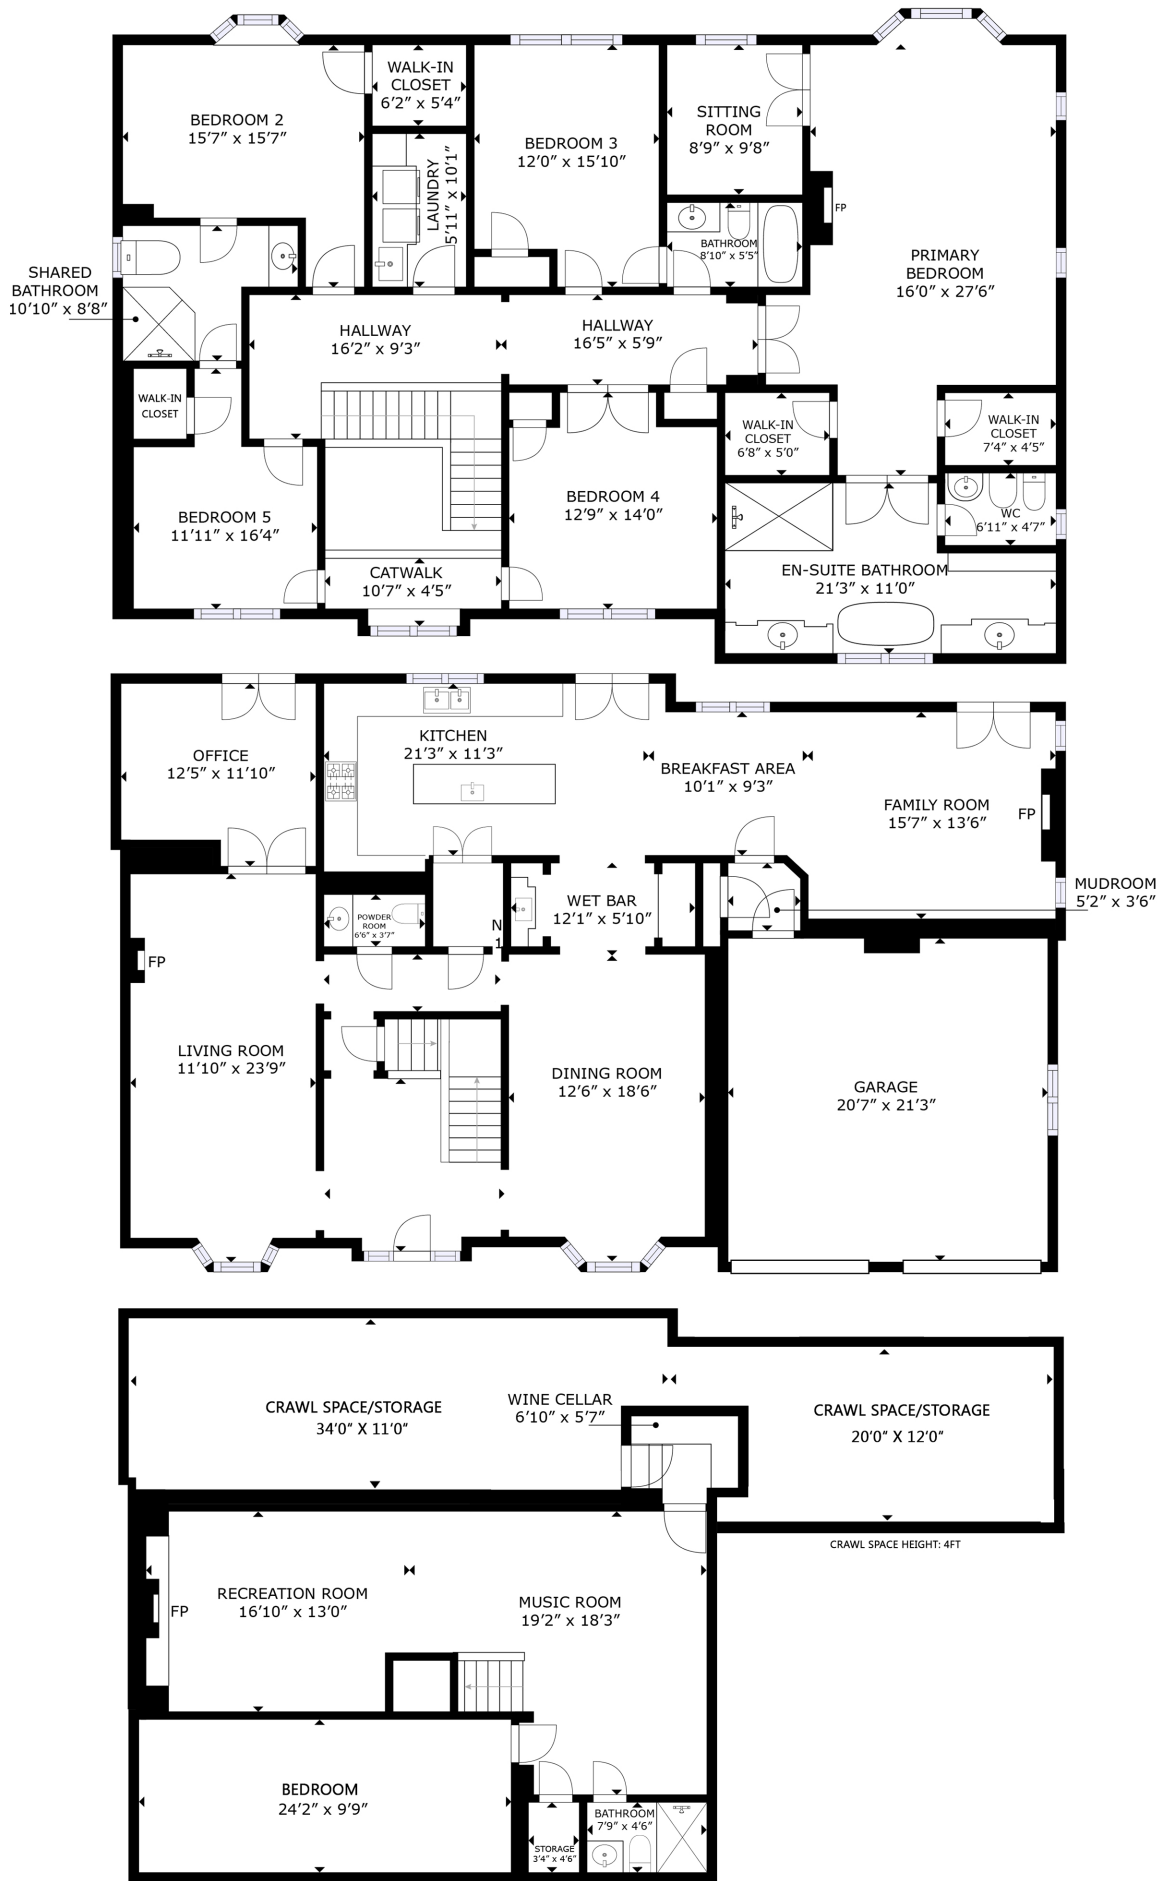 BEDROOM 2
15'7" x 15'7"
WALK-IN
CLOSET
6'2" x 5'4"
LAUNDRY
5'11" x 10'1"
BEDROOM 3
12'0" x 15'10"
SITTING
ROOM
8'9" x 9'8"
FP
BATHROOM
8'10" x 5'5"
PRIMARY
BEDROOM
16'0" x 27'6"
SHARED
BATHROOM
10'10" x 8'8"
HALLWAY
16'2" x 9'3"
HALLWAY
16'5" x 5'9"
WALK-IN
CLOSET
WALK-IN
CLOSET
6'8" x 5'0"
WALK-IN
CLOSET
7'4" x 4'5"
BEDROOM 5
11'11" x 16'4"
BEDROOM 4
12'9" x 14'0"
WC
6'11" x 4'7"
CATWALK
10'7" x 4'5"
EN-SUITE BATHROOM
21'3" x 11'0"
OFFICE
12'5" x 11'10"
KITCHEN
21'3" x 11'3"
BREAKFAST AREA
10'1" x 9'3"
FAMILY ROOM
15'7" x 13'6"
FP
MUDROOM
5'2" x 3'6"
POWDER
ROOM
6'6" x 3'7"
N
1
WET BAR
12'1" x 5'10"
FP
LIVING ROOM
11'10" x 23'9"
DINING ROOM
12'6" x 18'6"
GARAGE
20'7" x 21'3"
CRAWL SPACE/STORAGE
34'0" X 11'0"
WINE CELLAR
6'10" x 5'7"
CRAWL SPACE/STORAGE
20'0" X 12'0"
CRAWL SPACE HEIGHT: 4FT
RECREATION ROOM
16'10" x 13'0"
FP
MUSIC ROOM
19'2" x 18'3"
BEDROOM
24'2" x 9'9"
STORAGE
3'4" x 4'6"
BATHROOM
7'9" x 4'6"